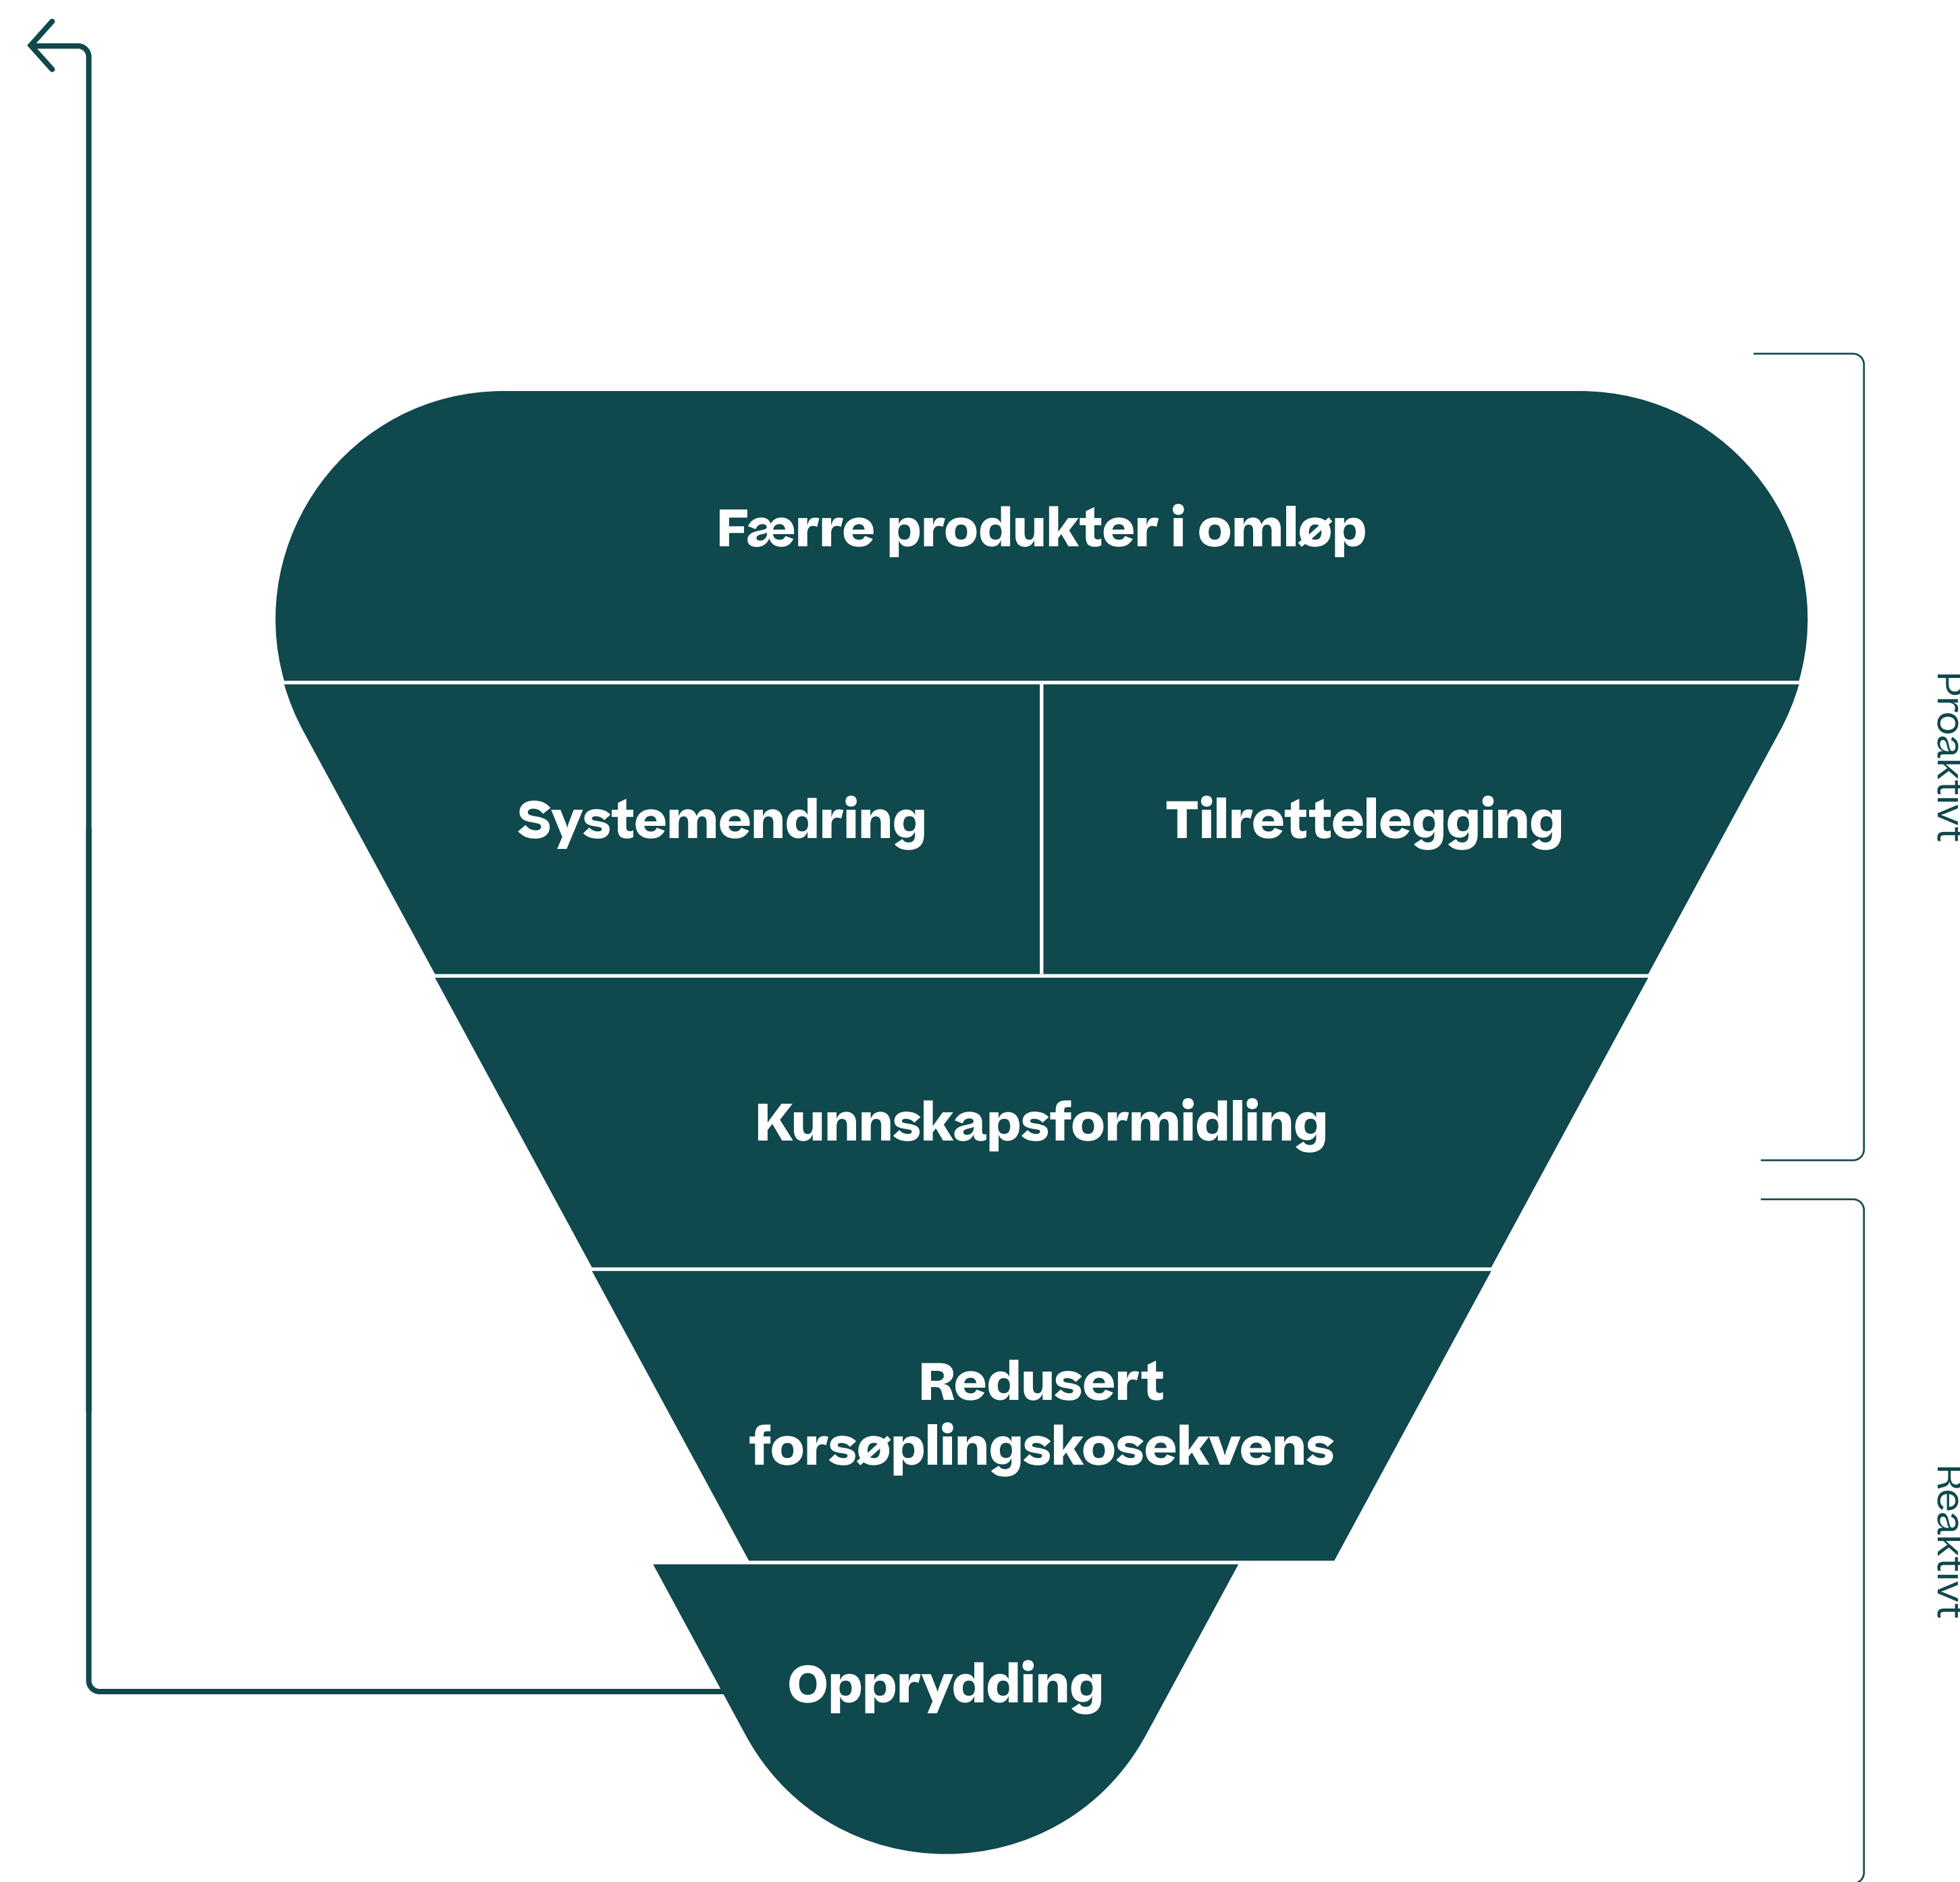 Færre produkter i omløp
Systemendring
Tilrettelegging
Proaktivt
Kunnskapsformidling
Redusert
forsøplingskosekvens
Reaktivt
Opprydding